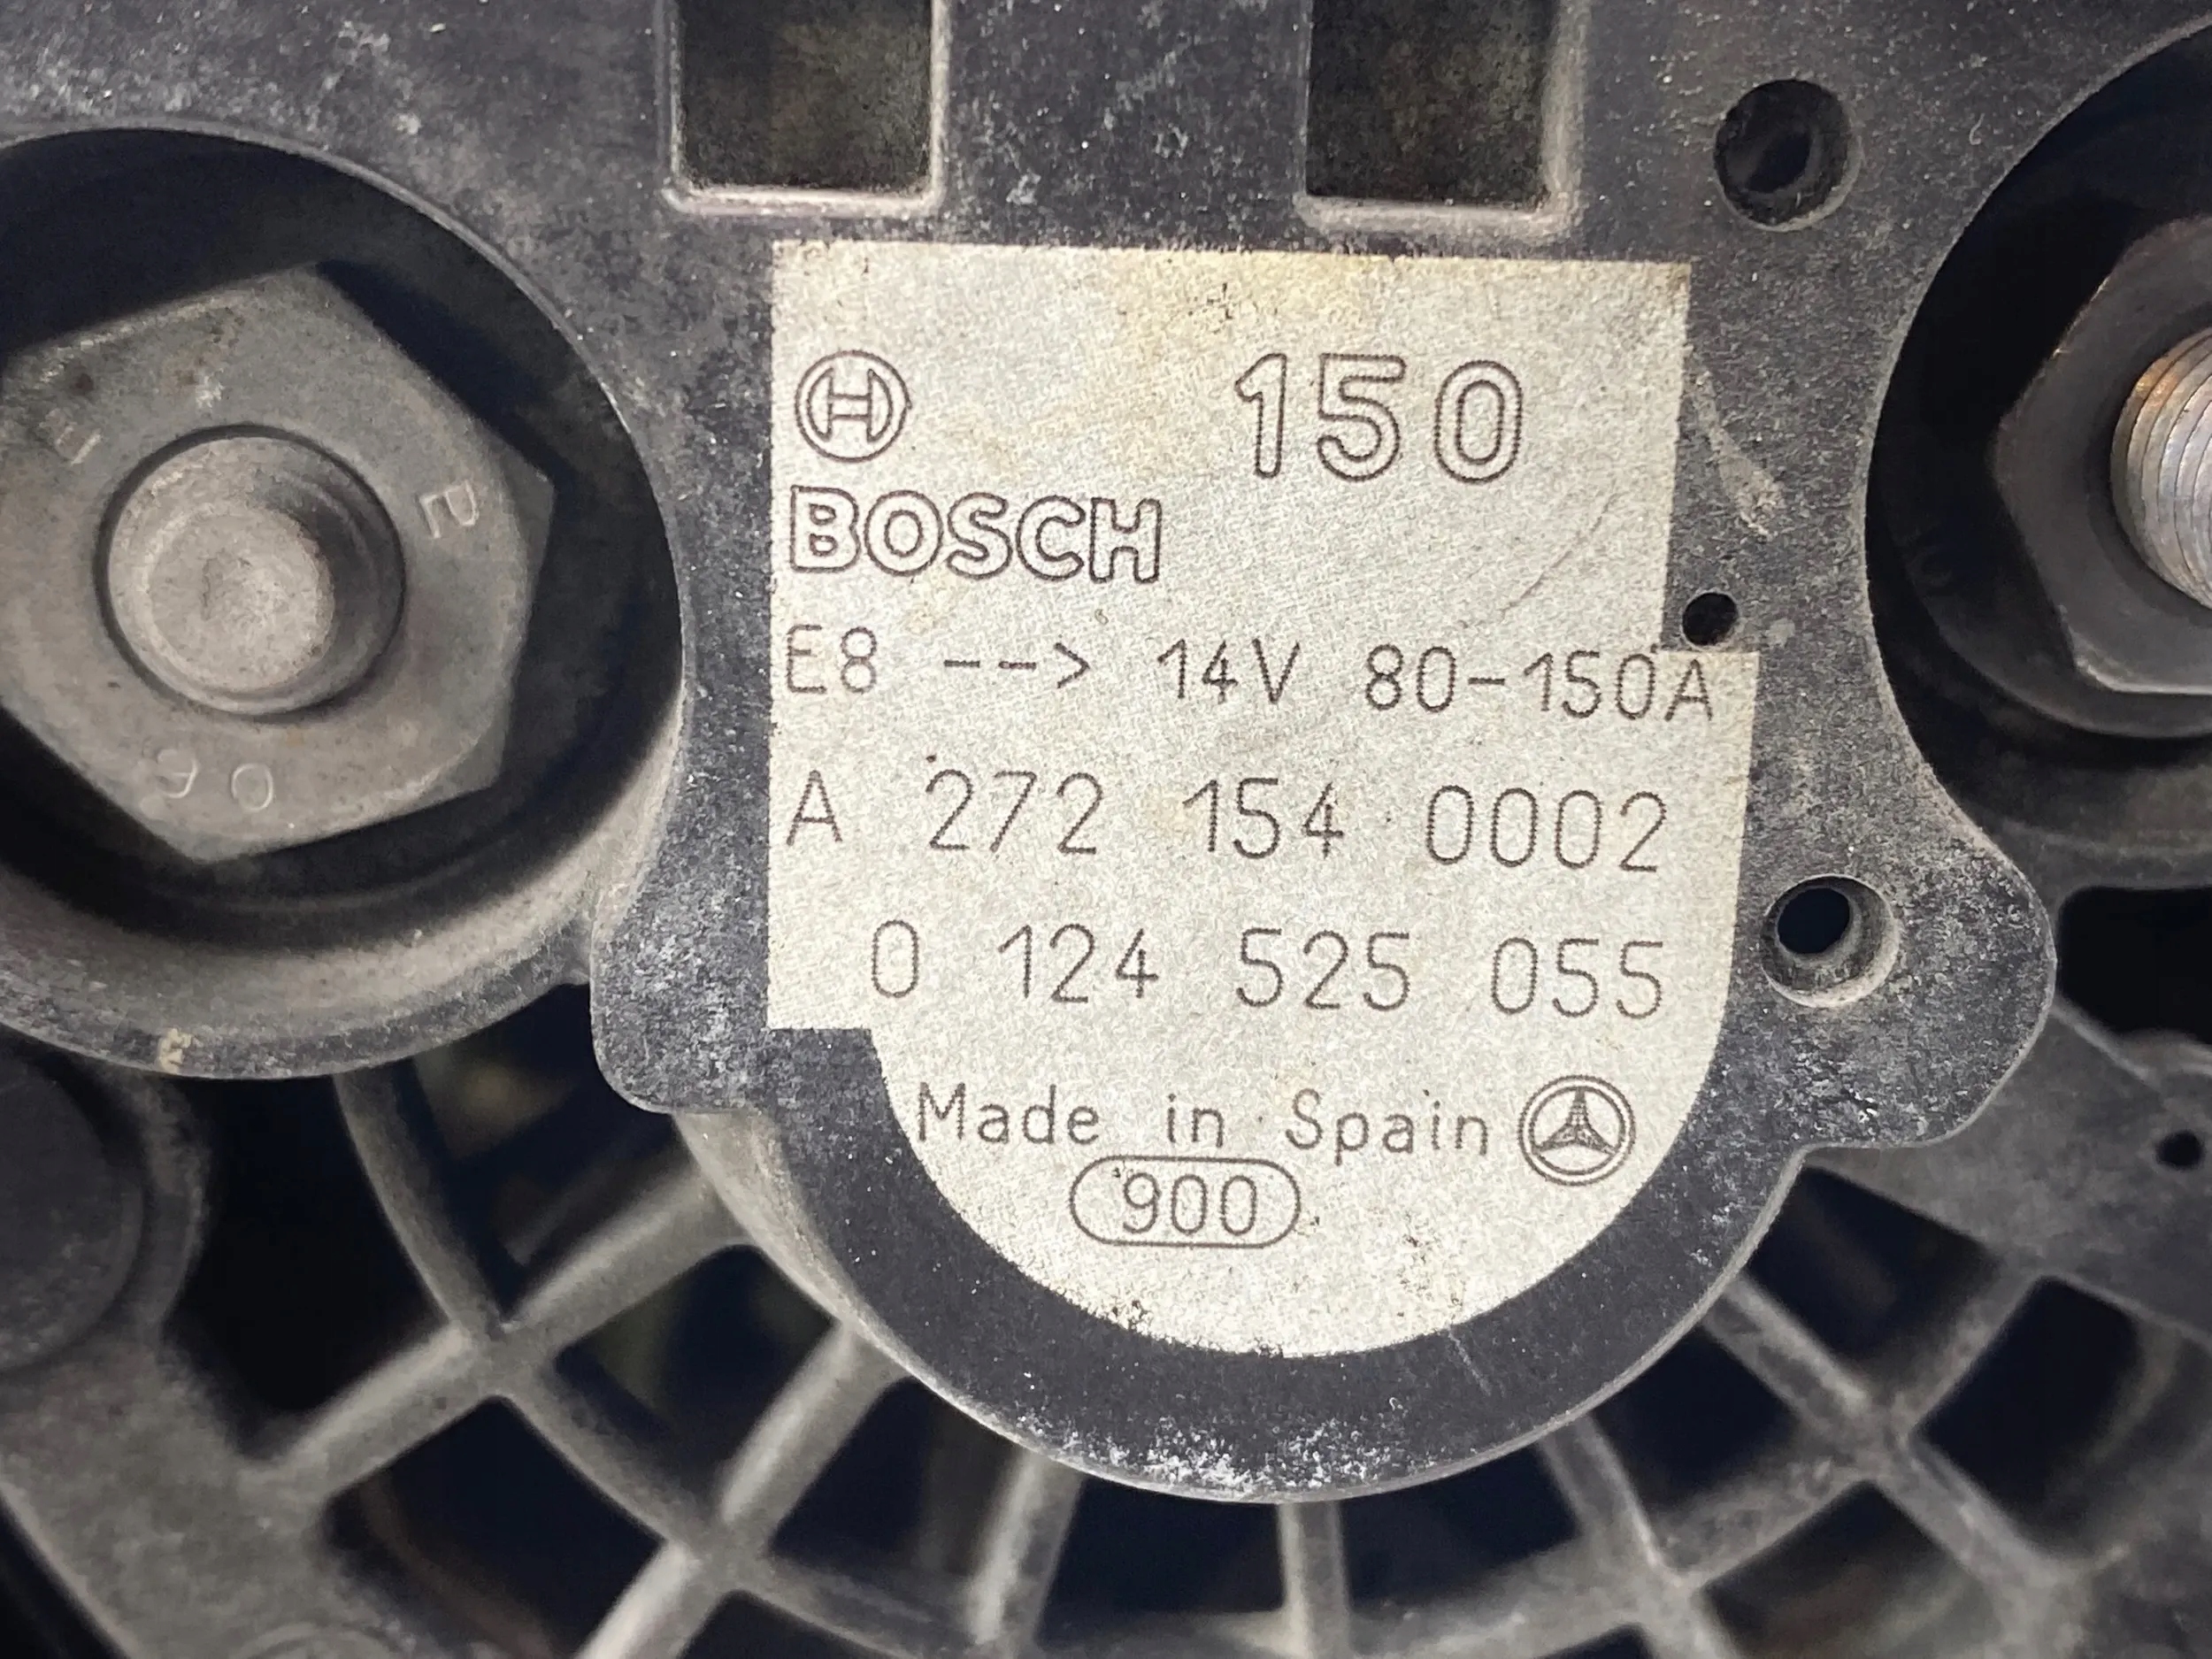 150
BOSCH
E8 --> 14V 80-150A
A 272 154 0002
0 124 525 055
Made in Spain
900